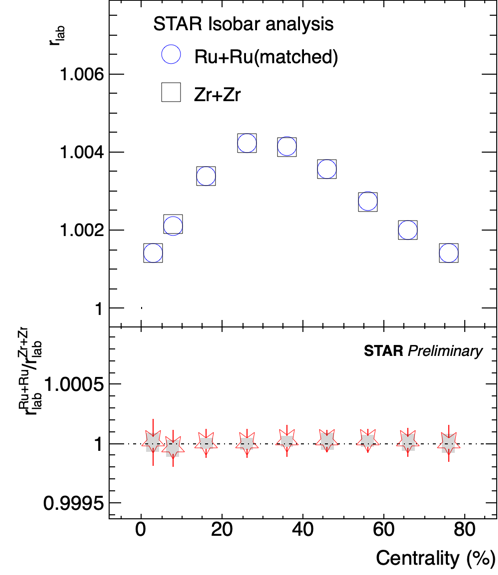 STAR Isobar analysis
Ru+Ru(matched)
Zr+Zr
r_lab
1.006
1.004
1.002
1
STAR Preliminary
r_lab^Ru+Ru/r_lab^Zr+Zr
1.0005
1
0.9995
0 20 40 60 80
Centrality (%)